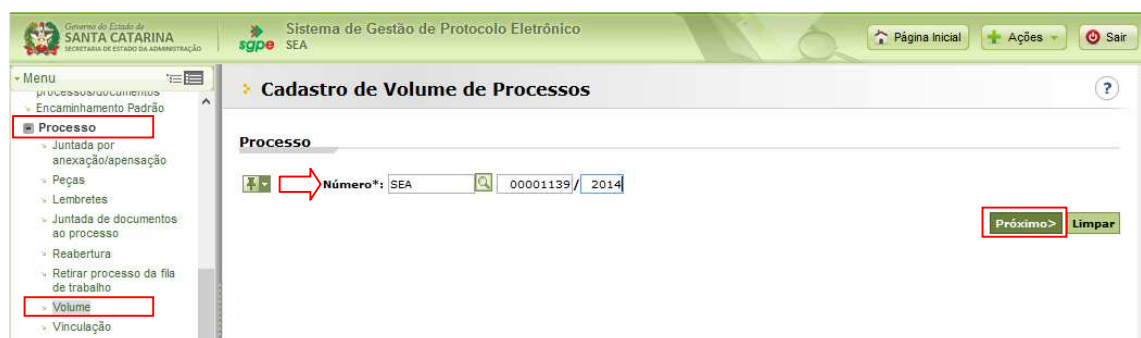 Governo do Estado de
SANTA CATARINA
SECRETARIA DE ESTADO DA ADMINISTRAÇÃO
sgpe
Sistema de Gestão de Protocolo Eletrônico
SEA
Página Inicial
Ações
Sair
Menu
processos/documentos
Encaminhamento Padrão
Processo
Juntada por
anexação/apensação
Peças
Lembretes
Juntada de documentos
ao processo
Reabertura
Retirar processo da fila
de trabalho
Volume
Vinculação
Cadastro de Volume de Processos
?
Processo
Número*: SEA 00001139 / 2014
Próximo> Limpar